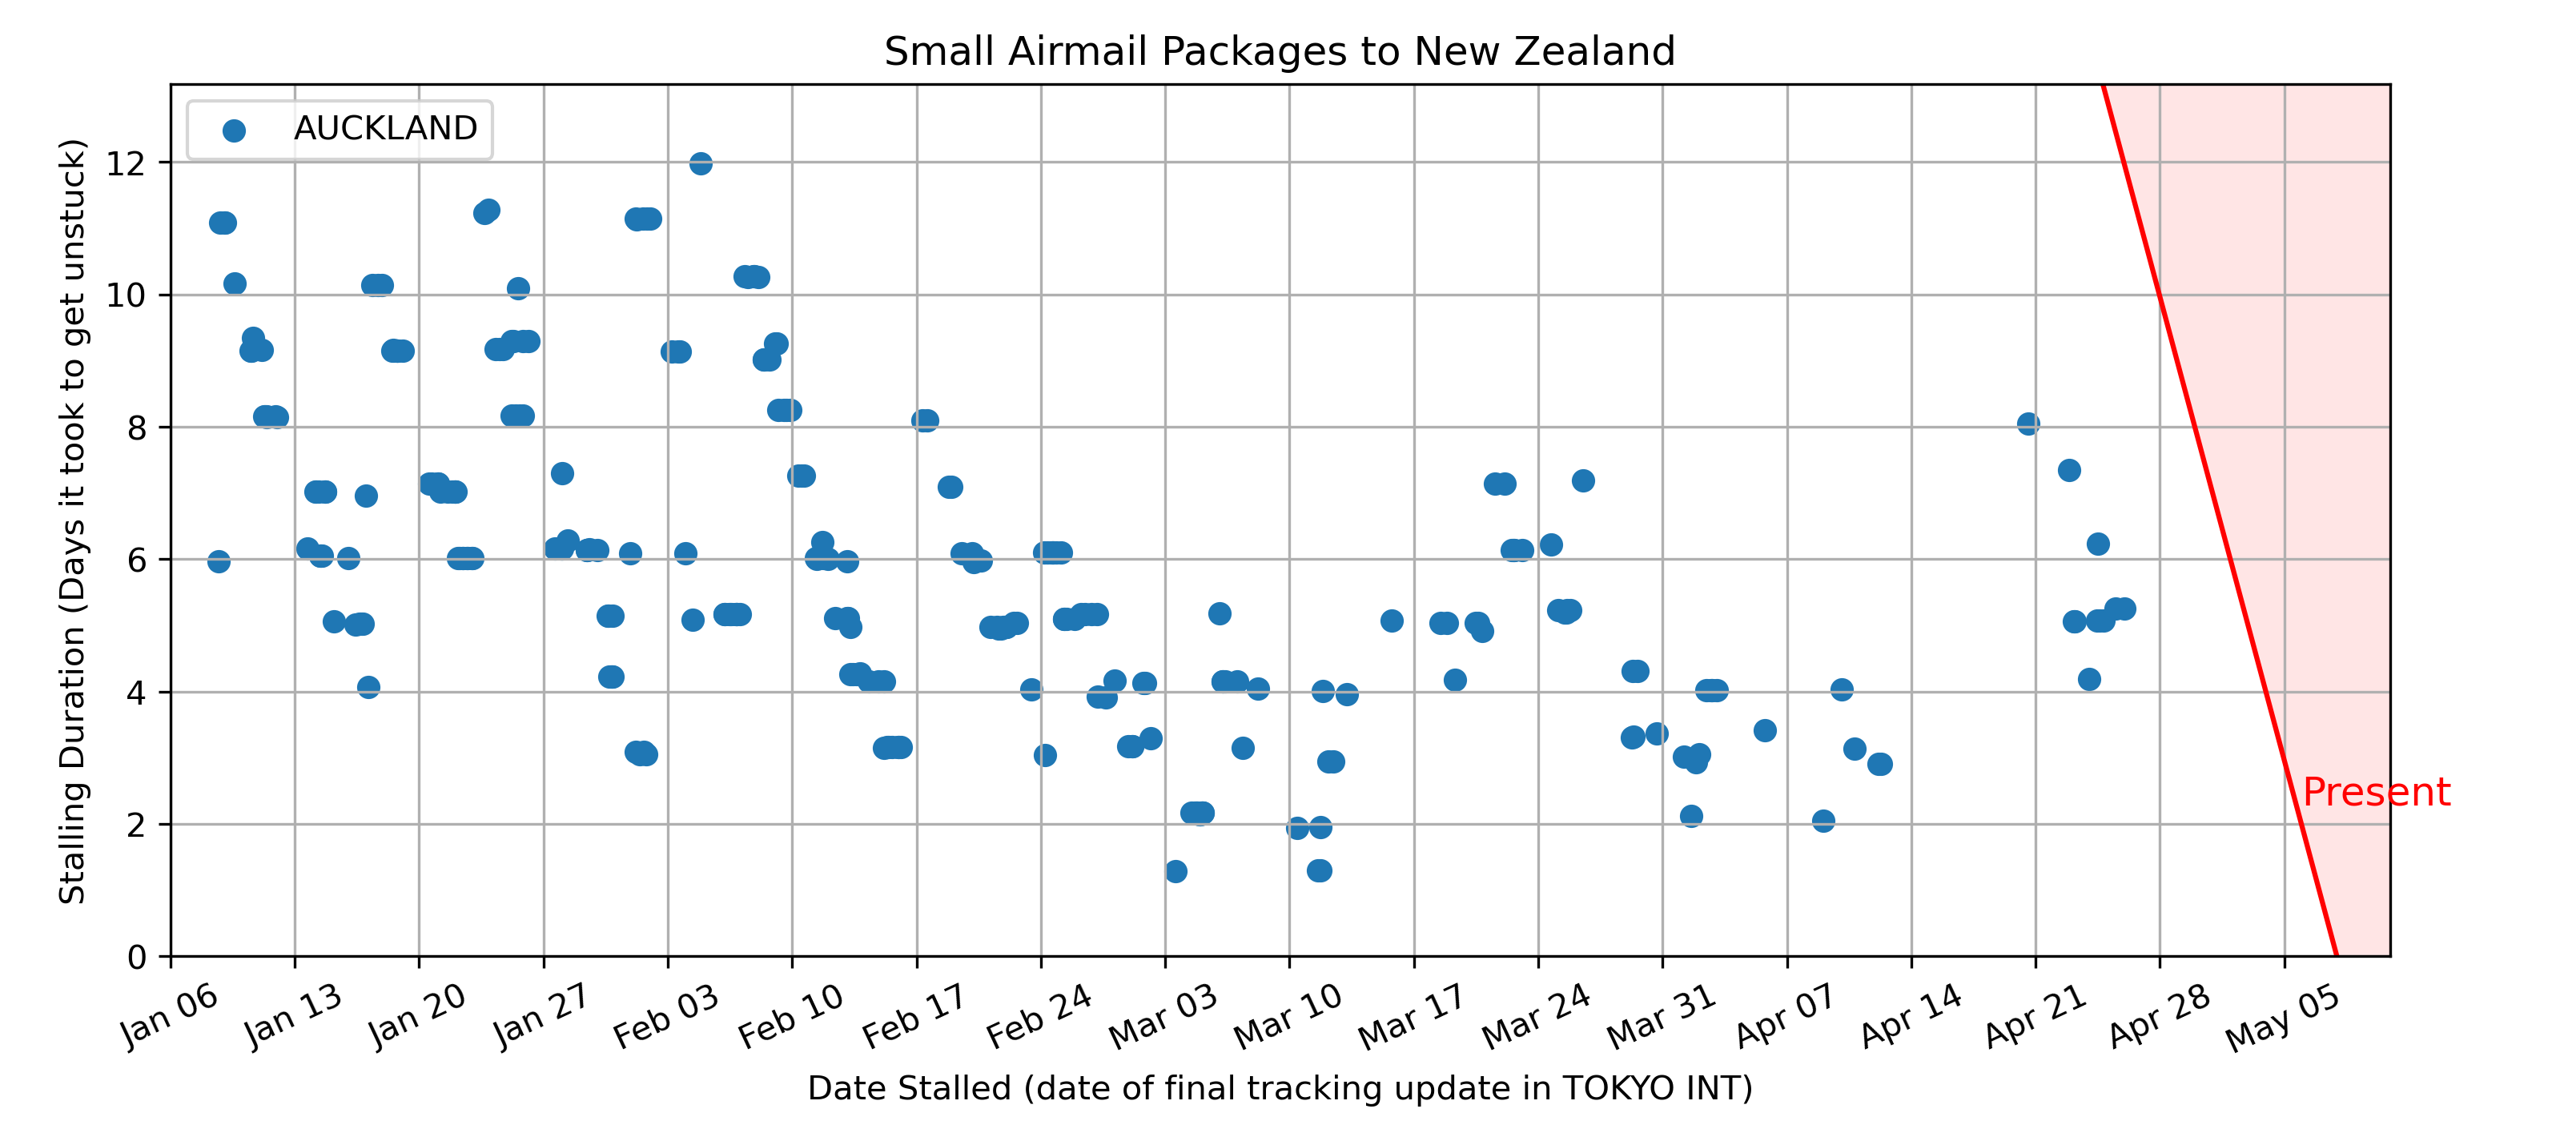 Small Airmail Packages to New Zealand
AUCKLAND
Stalling Duration (Days it took to get unstuck)
12
10
8
6
4
2
0
Present
Jan 06
Jan 13
Jan 20
Jan 27
Feb 03
Feb 10
Feb 17
Feb 24
Mar 03
Mar 10
Mar 17
Mar 24
Mar 31
Apr 07
Apr 14
Apr 21
Apr 28
May 05
Date Stalled (date of final tracking update in TOKYO INT)